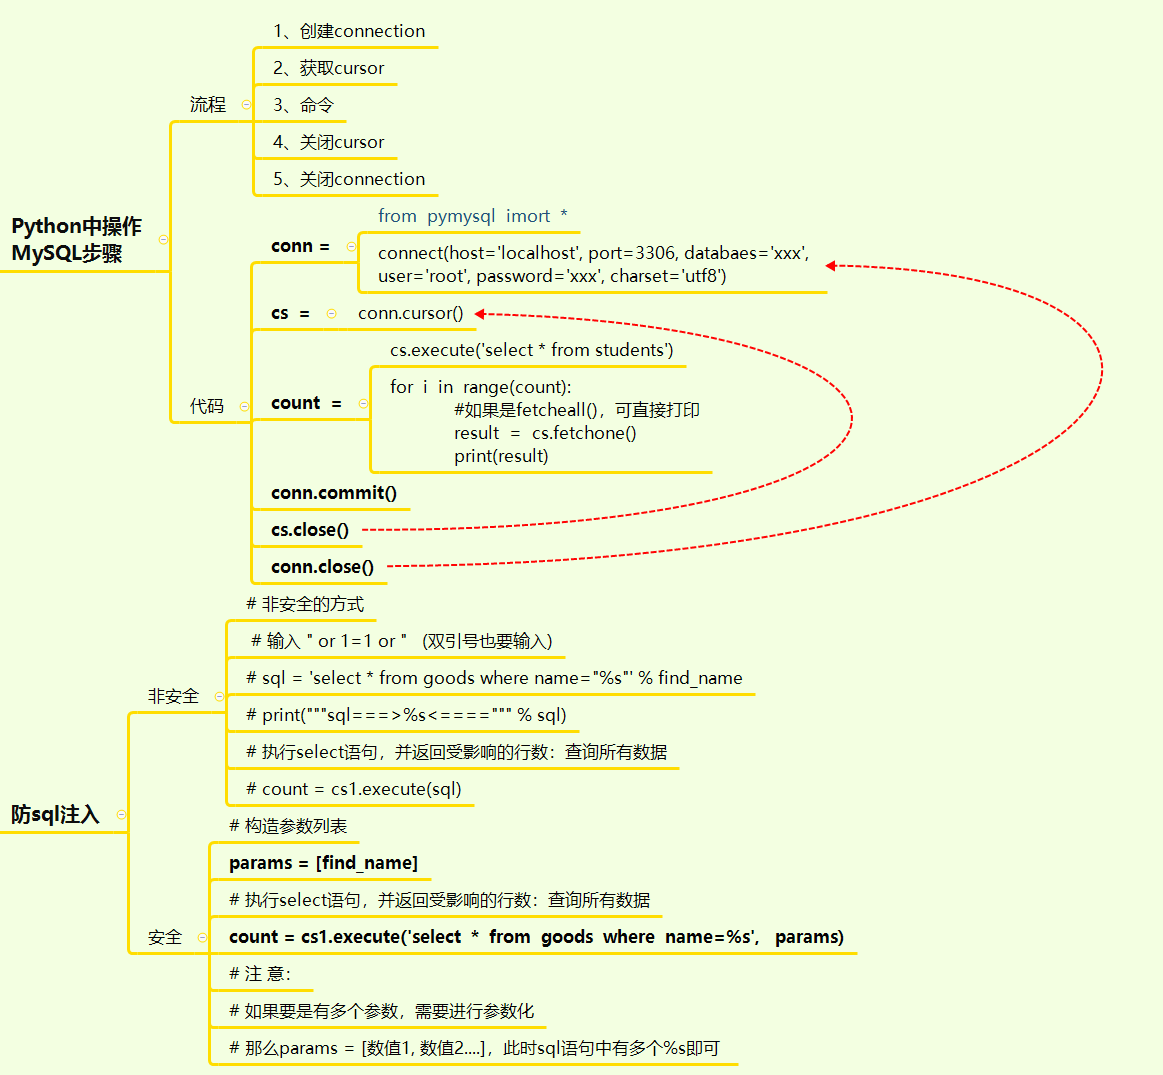 Python中操作
MySQL步骤
流程
1、创建connection
2、获取cursor
3、命令
4、关闭cursor
5、关闭connection
代码
conn =
from pymysql imort *
connect(host='localhost', port=3306, databaes='xxx',
user='root', password='xxx', charset='utf8')
cs =
conn.cursor()
count =
cs.execute('select * from students')
for i in range(count):
#如果是fetcheall()，可直接打印
result = cs.fetchone()
print(result)
conn.commit()
cs.close()
conn.close()
防sql注入
非安全
# 非安全的方式
# 输入 " or 1=1 or " (双引号也要输入)
# sql = 'select * from goods where name="%s"' % find_name
# print("""sql===>%s<====""" % sql)
# 执行select语句，并返回受影响的行数：查询所有数据
# count = cs1.execute(sql)
安全
# 构造参数列表
params = [find_name]
# 执行select语句，并返回受影响的行数：查询所有数据
count = cs1.execute('select * from goods where name=%s', params)
# 注 意：
# 如果要是有多个参数，需要进行参数化
# 那么params = [数值1, 数值2....]，此时sql语句中有多个%s即可